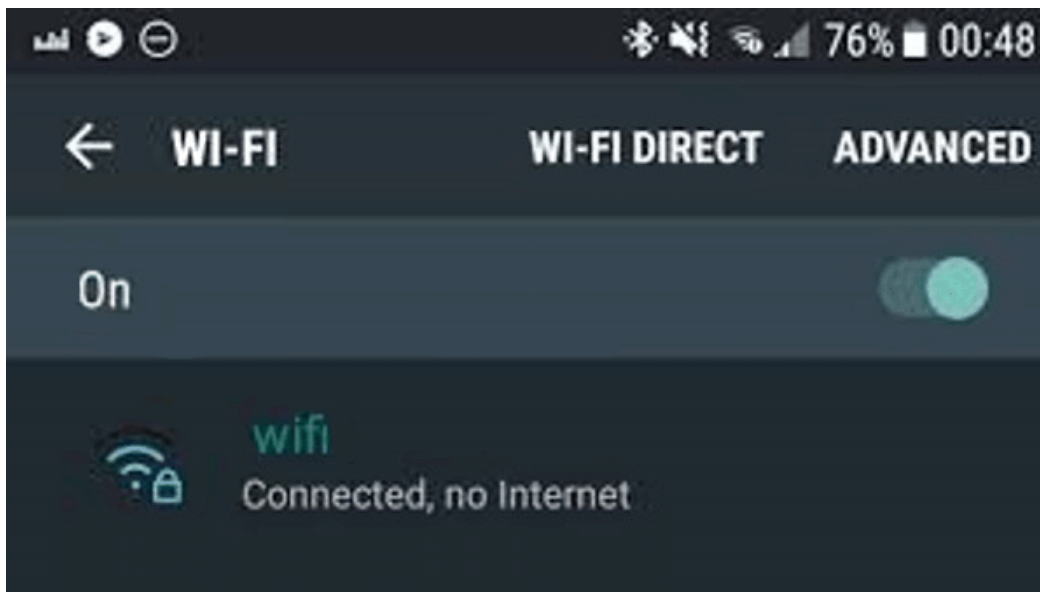 76% 00:48
WI-FI WI-FI DIRECT ADVANCED
On
wifi
Connected, no Internet